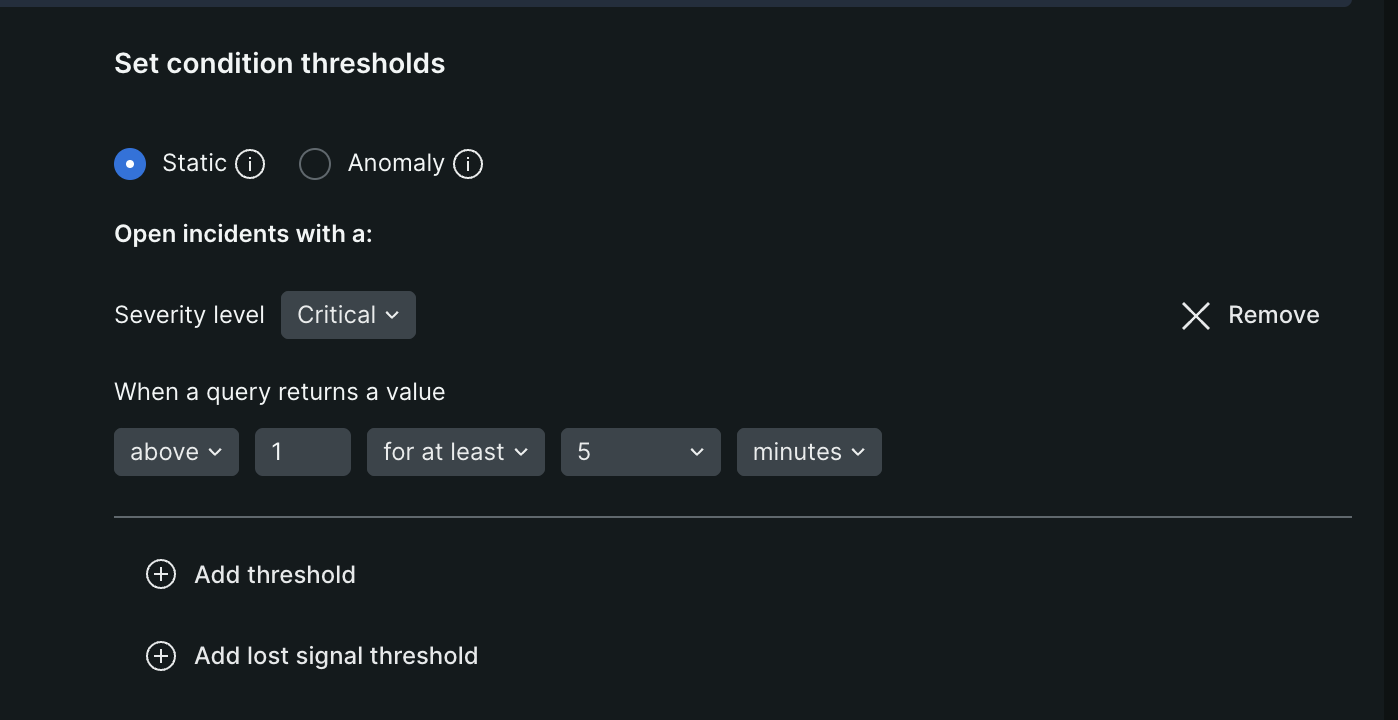 Set condition thresholds
Static Anomaly
Open incidents with a:
Severity level Critical Remove
When a query returns a value
above 1 for at least 5 minutes
Add threshold
Add lost signal threshold